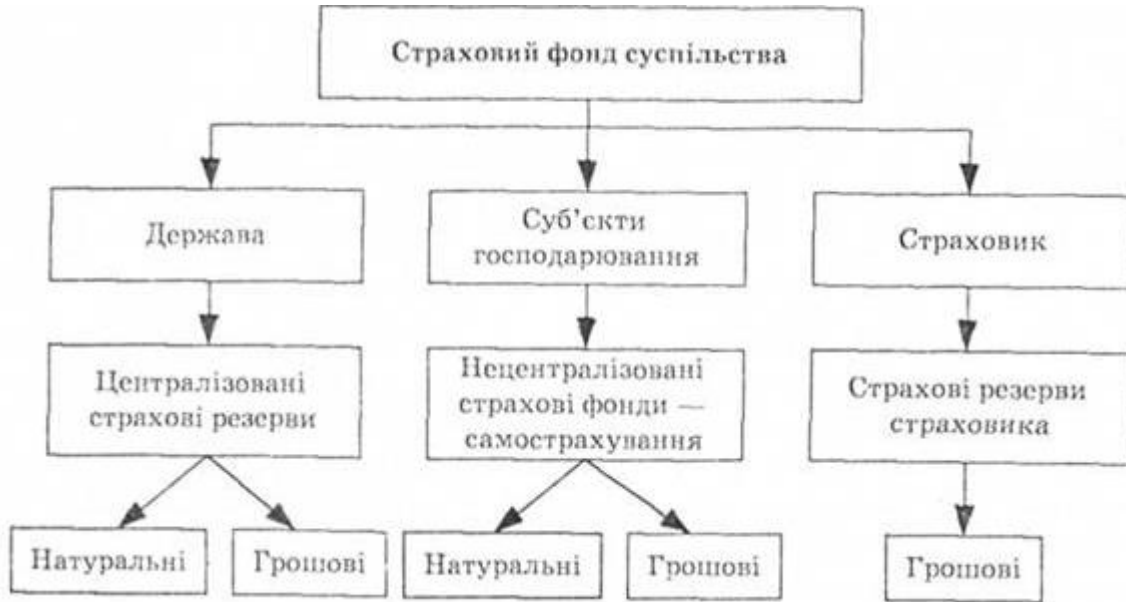 Страховий фонд суспільства
Держава
Суб’єкти
господарювання
Страховик
Централізовані
страхові резерви
Нецентралізовані
страхові фонди —
самострахування
Страхові резерви
страховика
Натуральні
Грошові
Натуральні
Грошові
Грошові